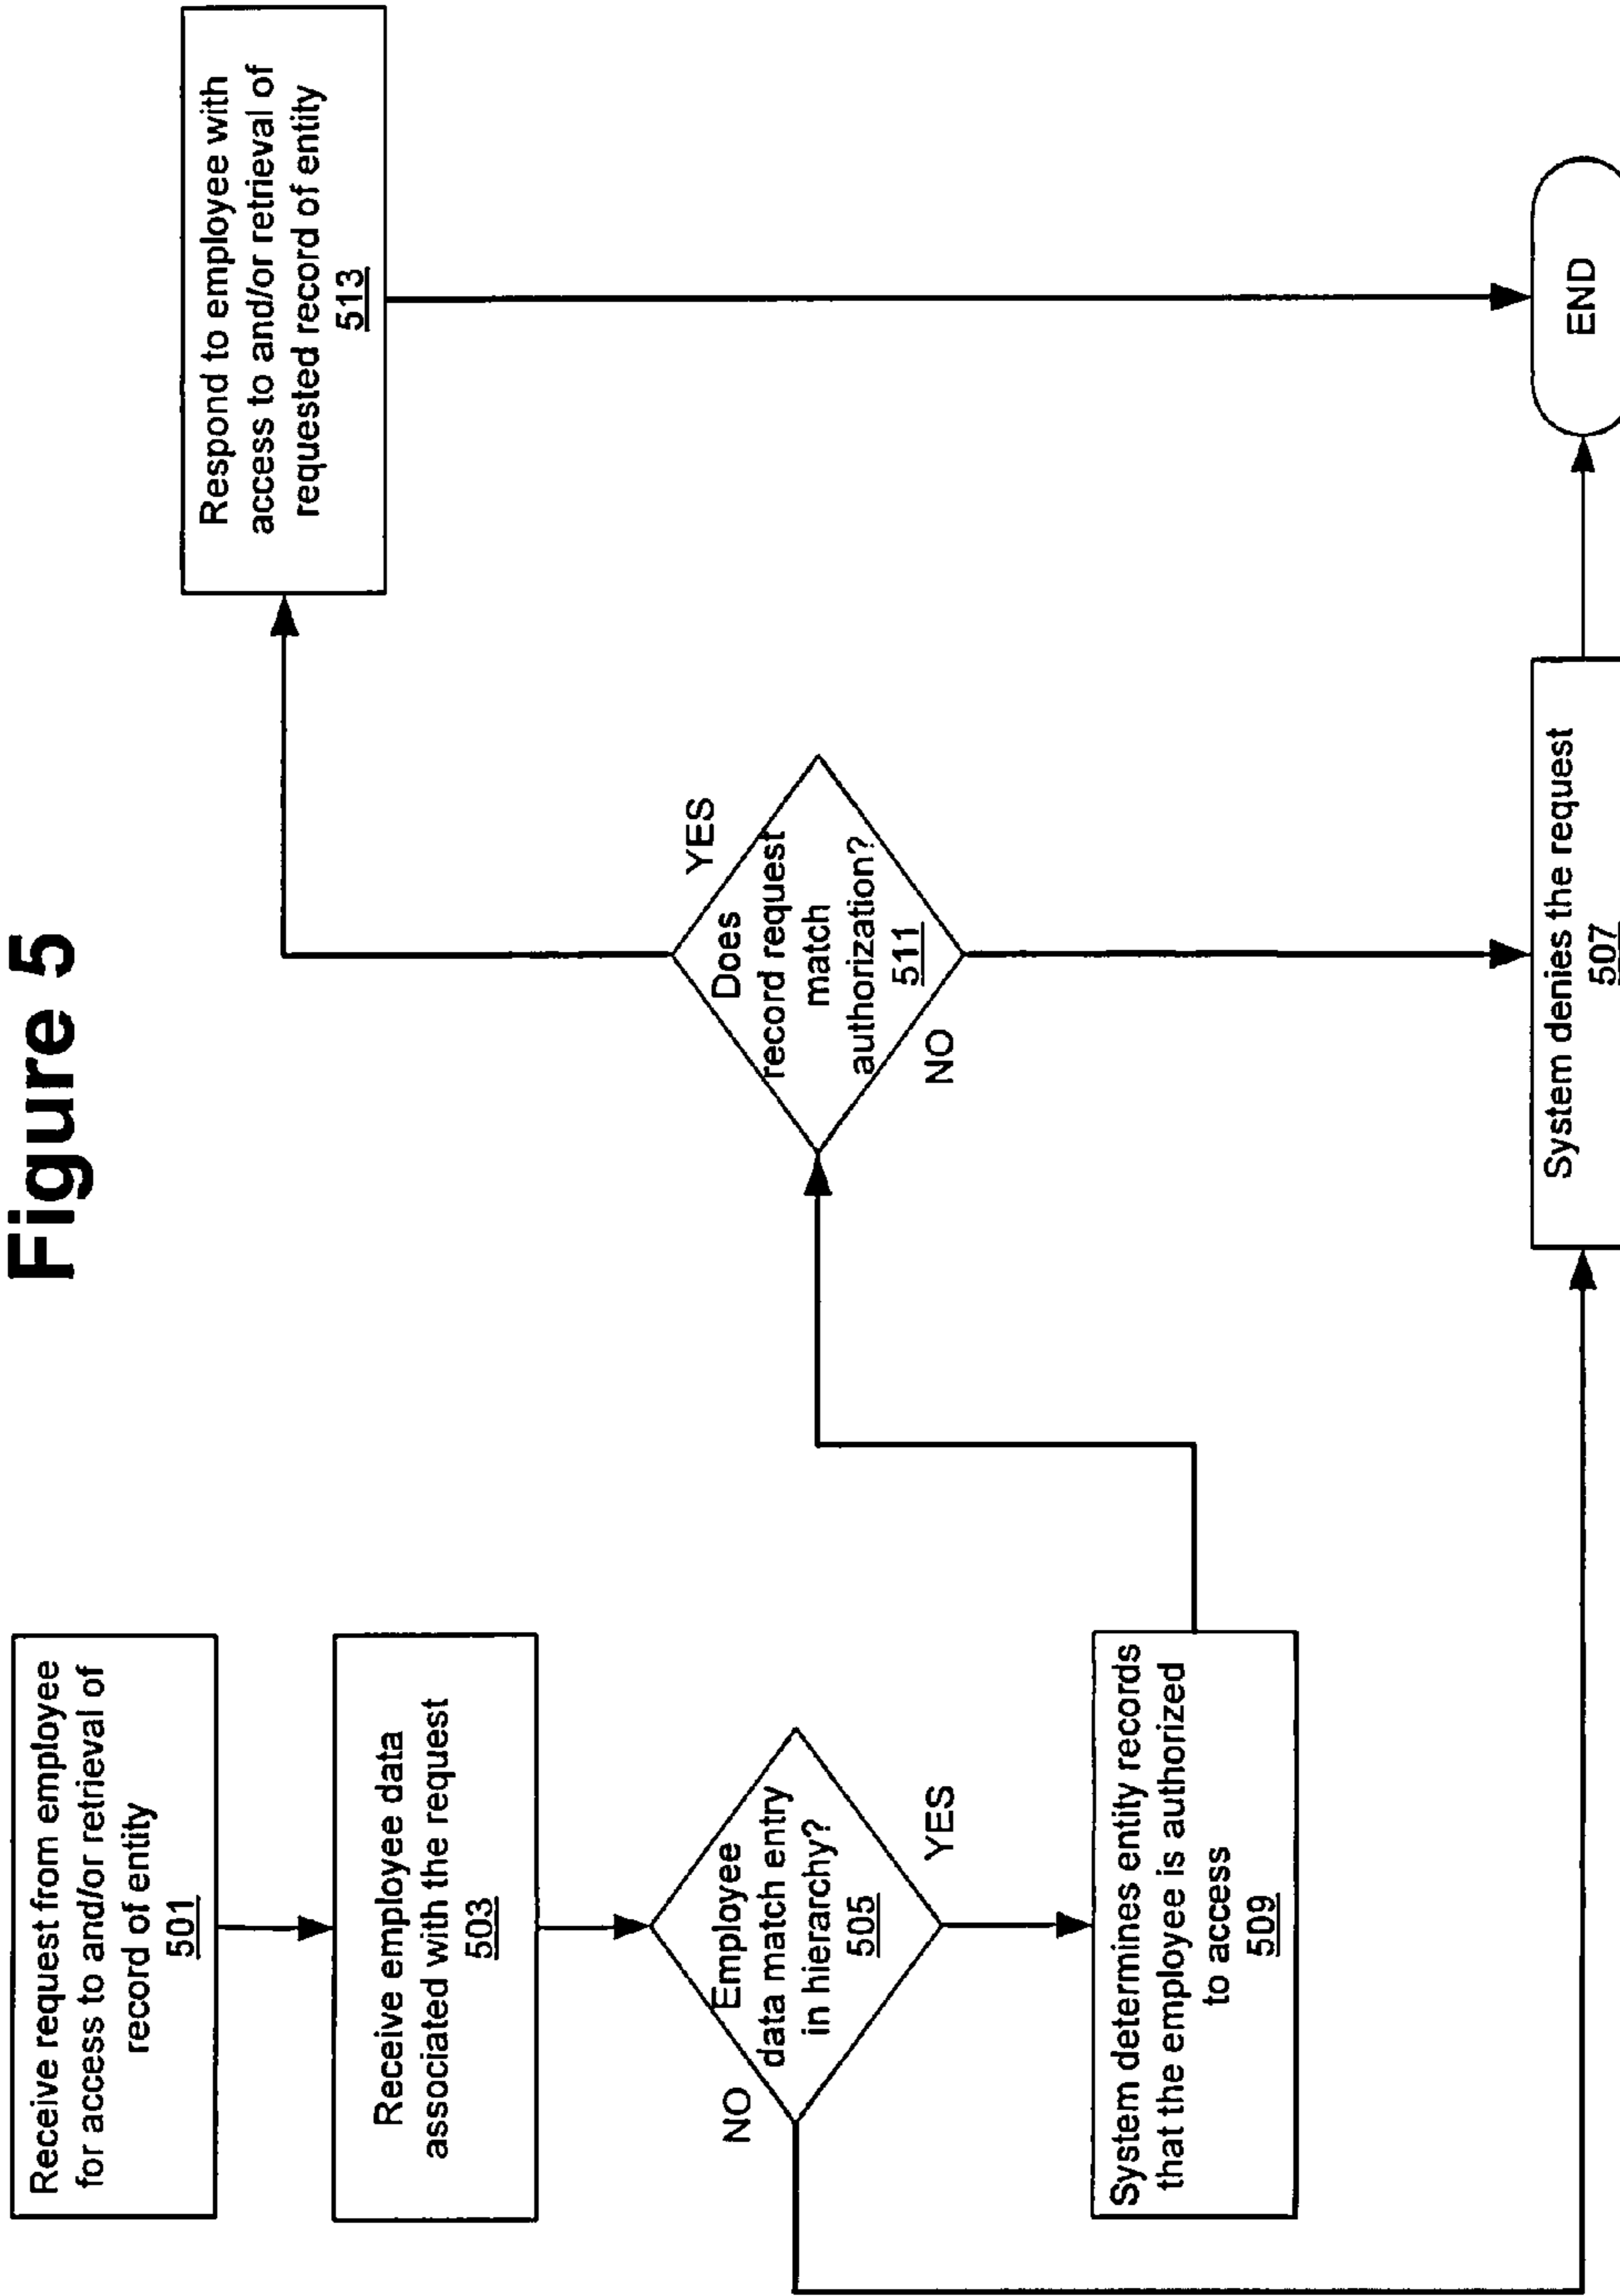 Figure 5
Receive request from employee
for access to and/or retrieval of
record of entity
501
Receive employee data
associated with the request
503
Employee
data match entry
in hierarchy?
505
NO
YES
System determines entity records
that the employee is authorized
to access
509
Does
record request
match
authorization?
511
YES
NO
Respond to employee with
access to and/or retrieval of
requested record of entity
513
System denies the request
507
END